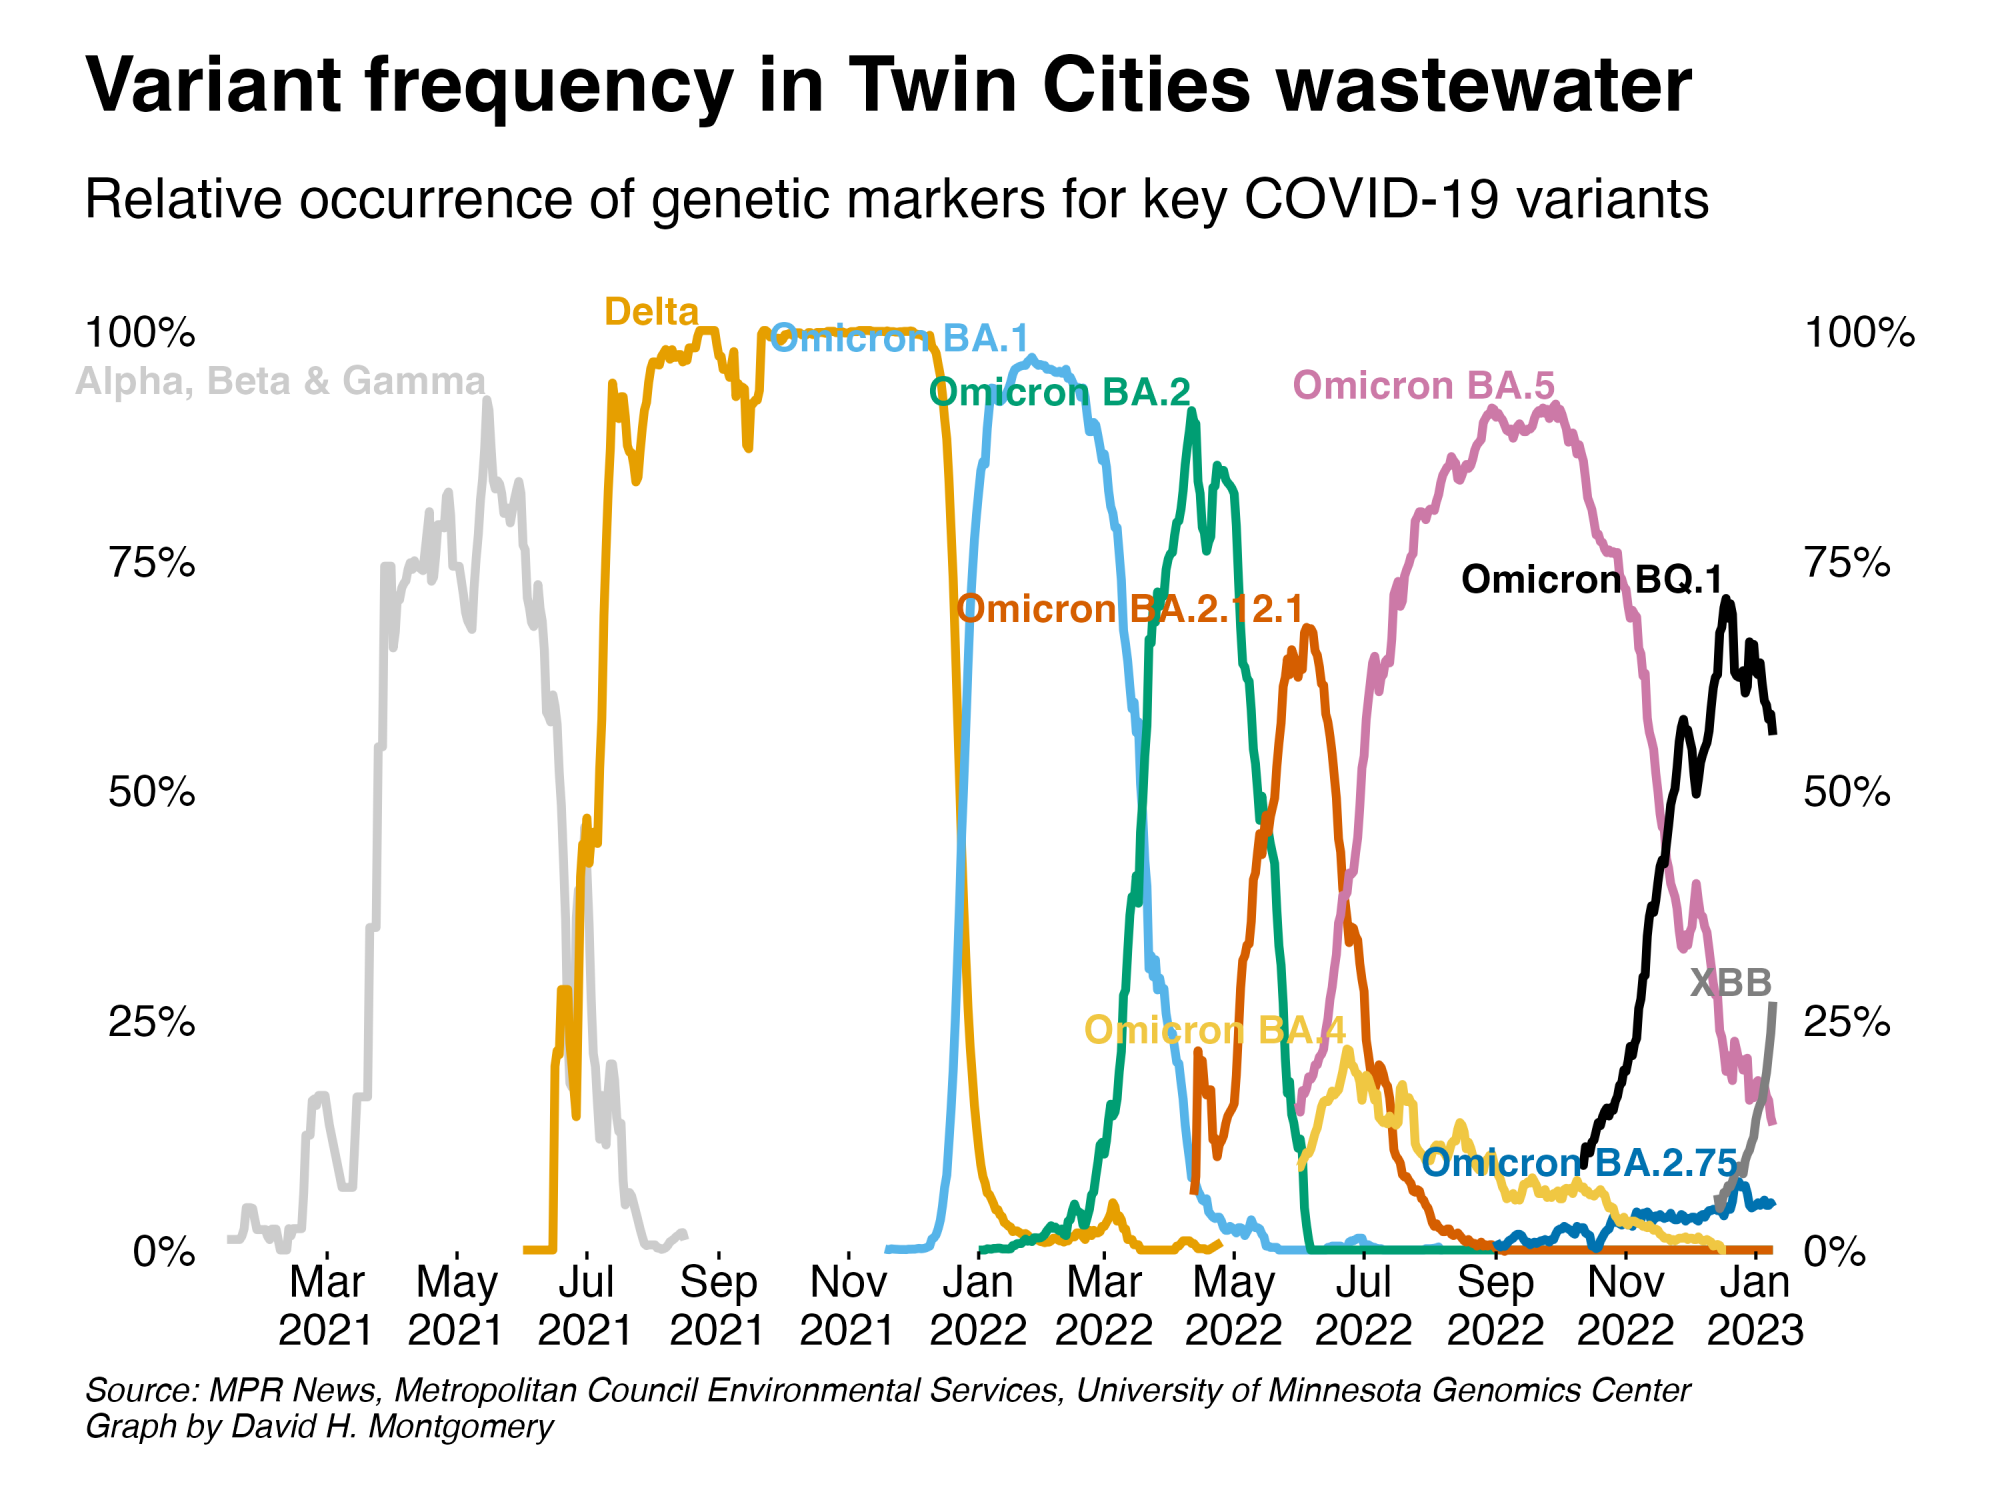 Variant frequency in Twin Cities wastewater
Relative occurrence of genetic markers for key COVID-19 variants
Delta
100%
Omicron BA.1
100%
Alpha, Beta & Gamma
Omicron BA.2
Omicron BA.5
75%
Omicron BQ.1
75%
Omicron BA.2.12.1
50%
50%
XBB
25%
Omicron BA.4
25%
Omicron BA.2.75
0%
0%
Mar May Jul Sep Nov Jan Mar May Jul Sep Nov Jan
2021 2021 2021 2021 2021 2022 2022 2022 2022 2022 2022 2023
Source: MPR News, Metropolitan Council Environmental Services, University of Minnesota Genomics Center
Graph by David H. Montgomery